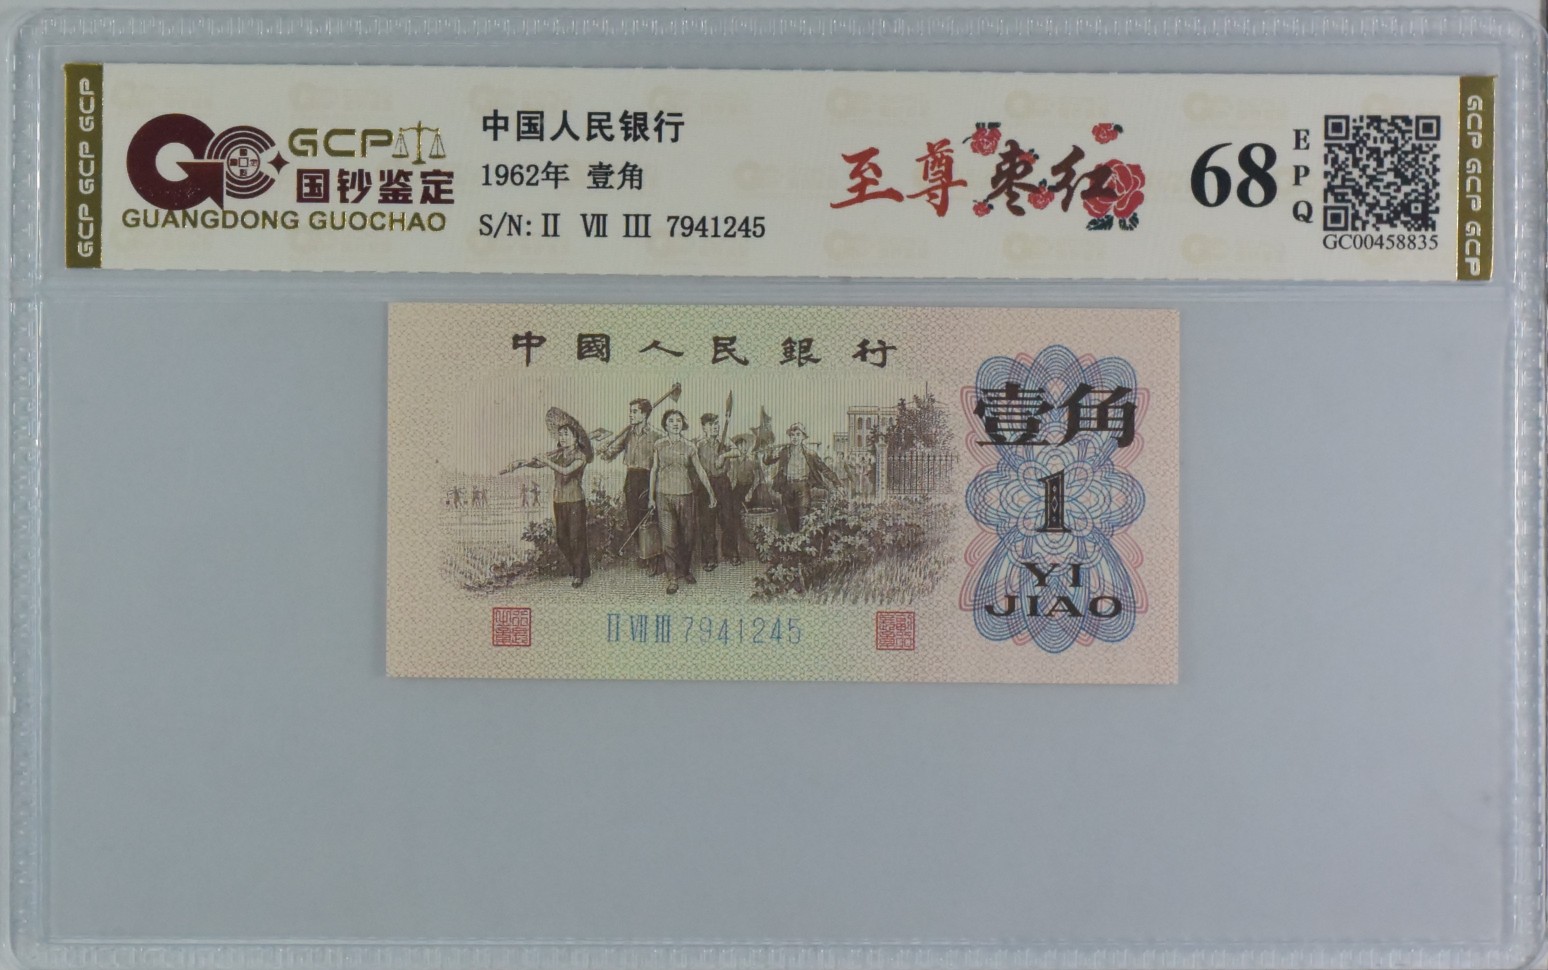 GCP GCP GCP
GCP
国钞鉴定
GUANGDONG GUOCHAO
中国人民银行
1962年 壹角
S/N: II VII III 7941245
至尊枣红
68
EPQ
GC00458835
GCP GCP GCP
中國人民銀行
壹角
1
YI
JIAO
II VII III 7941245